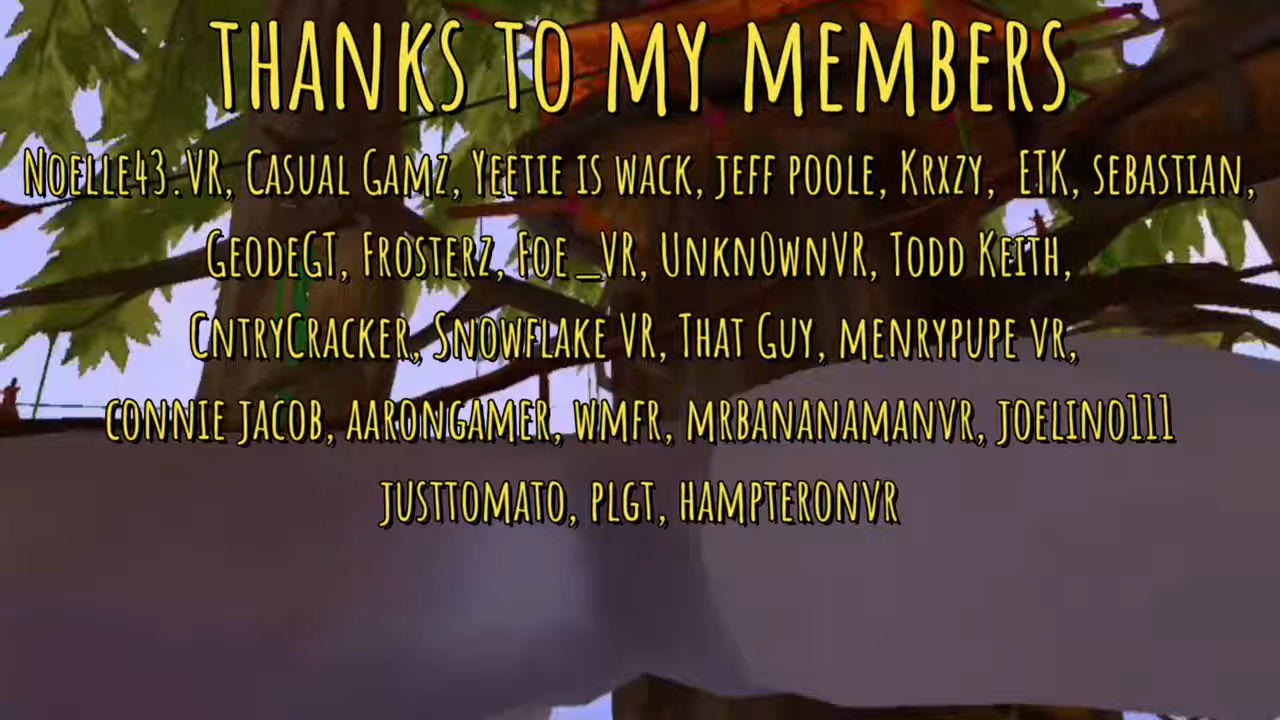 THANKS TO MY MEMBERS
NOELLE43.VR, CASUAL GAMZ, YEETIE IS WACK, JEFF POOLE, KRXZY, ETK, SEBASTIAN,
GEODEGT, FROSTERZ, FOE_VR, UNKN0WNVR, TODD KEITH,
CNTRYCRACKER, SNOWFLAKE VR, THAT GUY, MENRYPUPE VR,
CONNIE JACOB, AARONGAMER, WMFR, MRBANANAMANVR, JOELINO111
JUSTTOMATO, PLGT, HAMPTERONVR